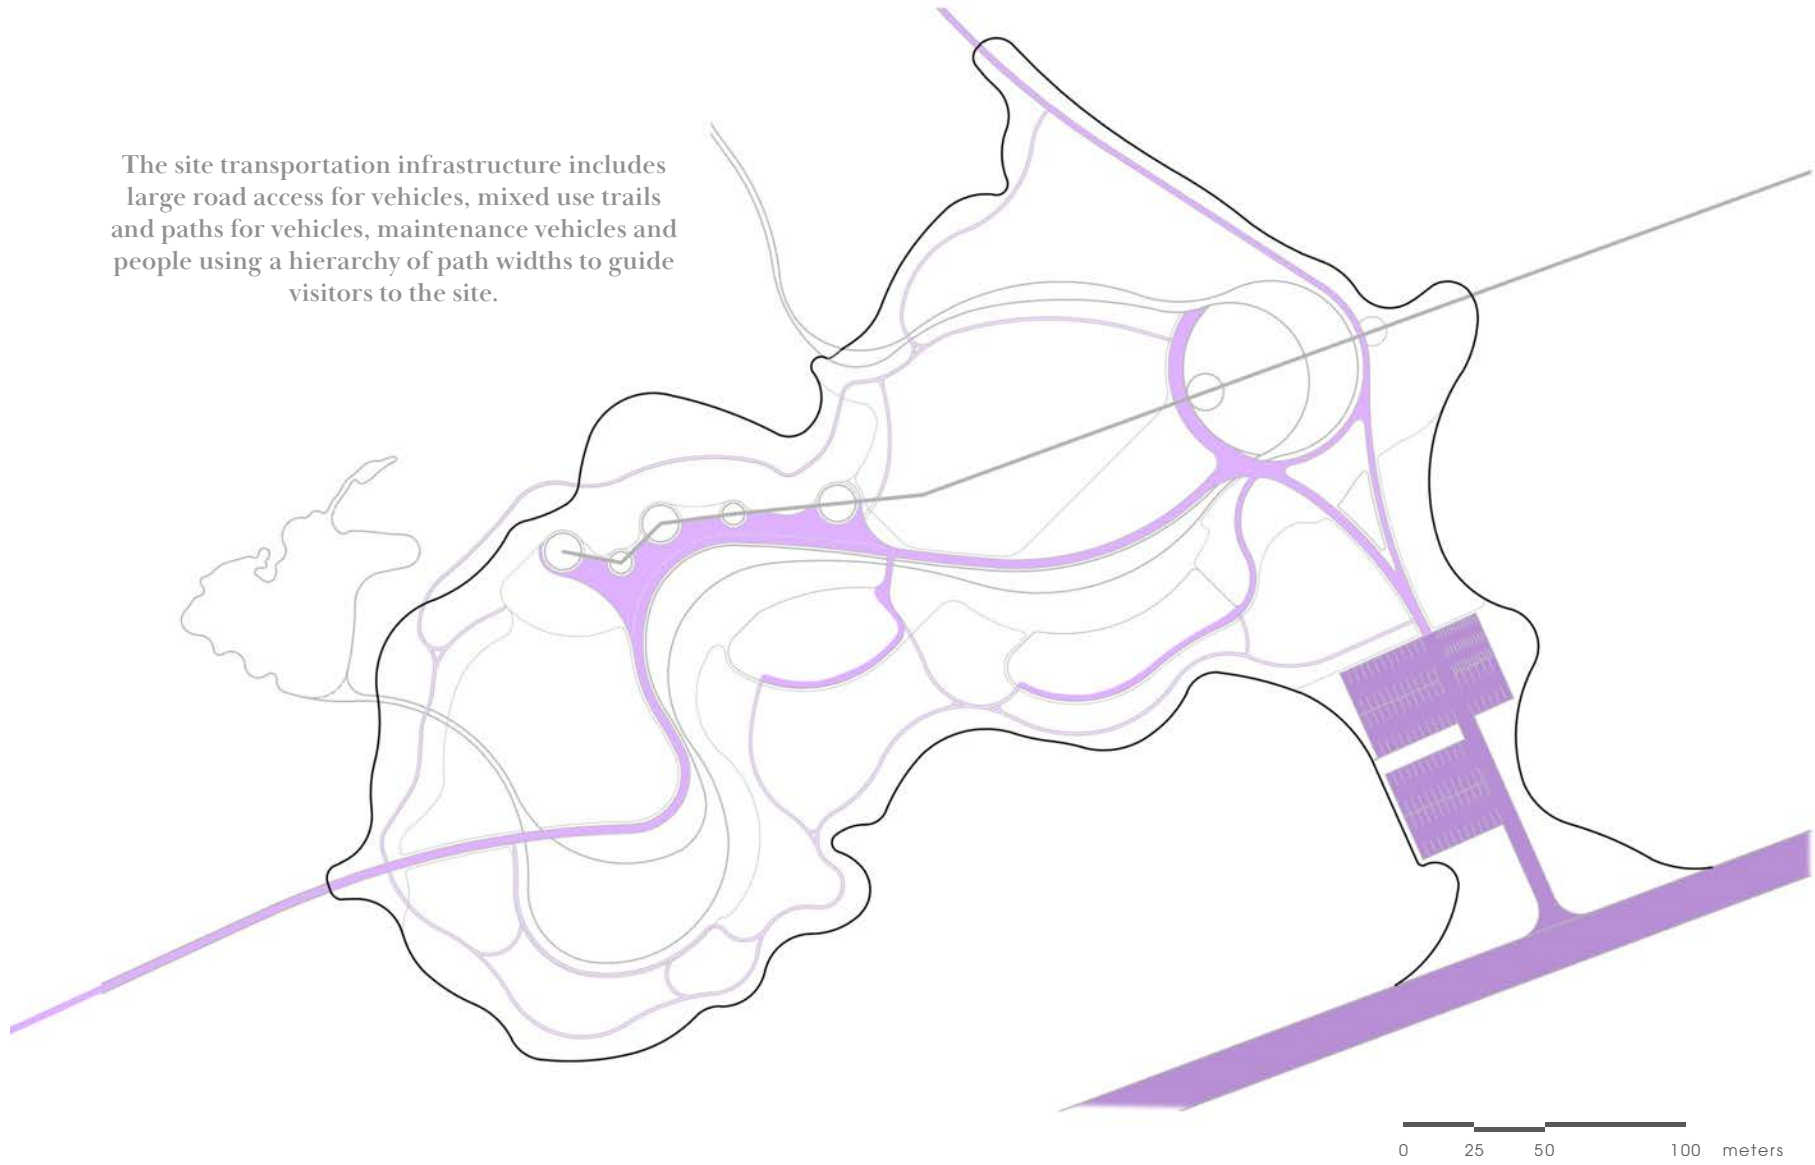 The site transportation infrastructure includes
large road access for vehicles, mixed use trails
and paths for vehicles, maintenance vehicles and
people using a hierarchy of path widths to guide
visitors to the site.
0 25 50 100 meters